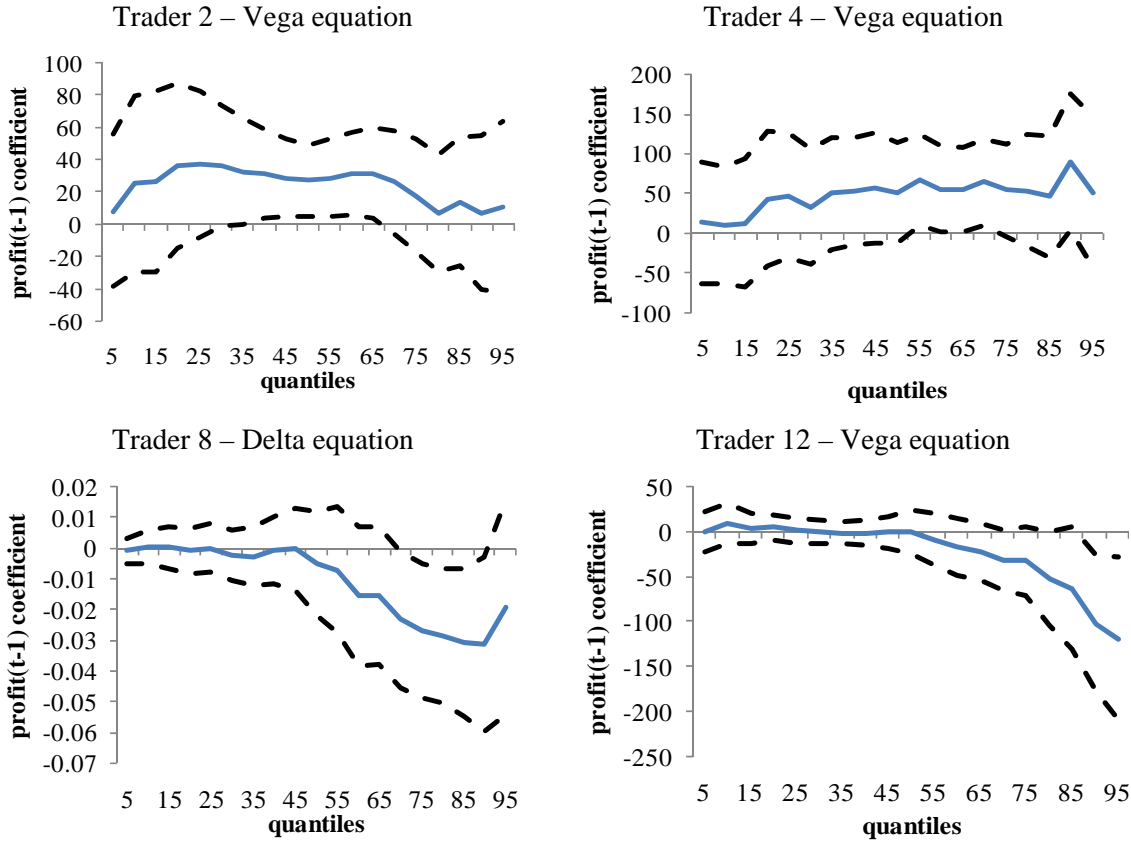 Trader 2 – Vega equation
profit(t-1) coefficient
100
80
60
40
20
0
-20
-40
-60
5 15 25 35 45 55 65 75 85 95
quantiles
Trader 4 – Vega equation
profit(t-1) coefficient
200
150
100
50
0
-50
-100
5 15 25 35 45 55 65 75 85 95
quantiles
Trader 8 – Delta equation
profit(t-1) coefficient
0.02
0.01
0
-0.01
-0.02
-0.03
-0.04
-0.05
-0.06
-0.07
5 15 25 35 45 55 65 75 85 95
quantiles
Trader 12 – Vega equation
profit(t-1) coefficient
50
0
-50
-100
-150
-200
-250
5 15 25 35 45 55 65 75 85 95
quantiles